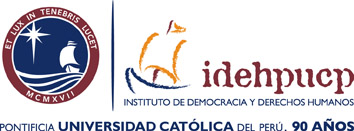 ET LUX IN TENEBRIS LUCET
MCMXVII
idehpucp
INSTITUTO DE DEMOCRACIA Y DERECHOS HUMANOS
PONTIFICIA UNIVERSIDAD CATÓLICA DEL PERÚ. 90 AÑOS